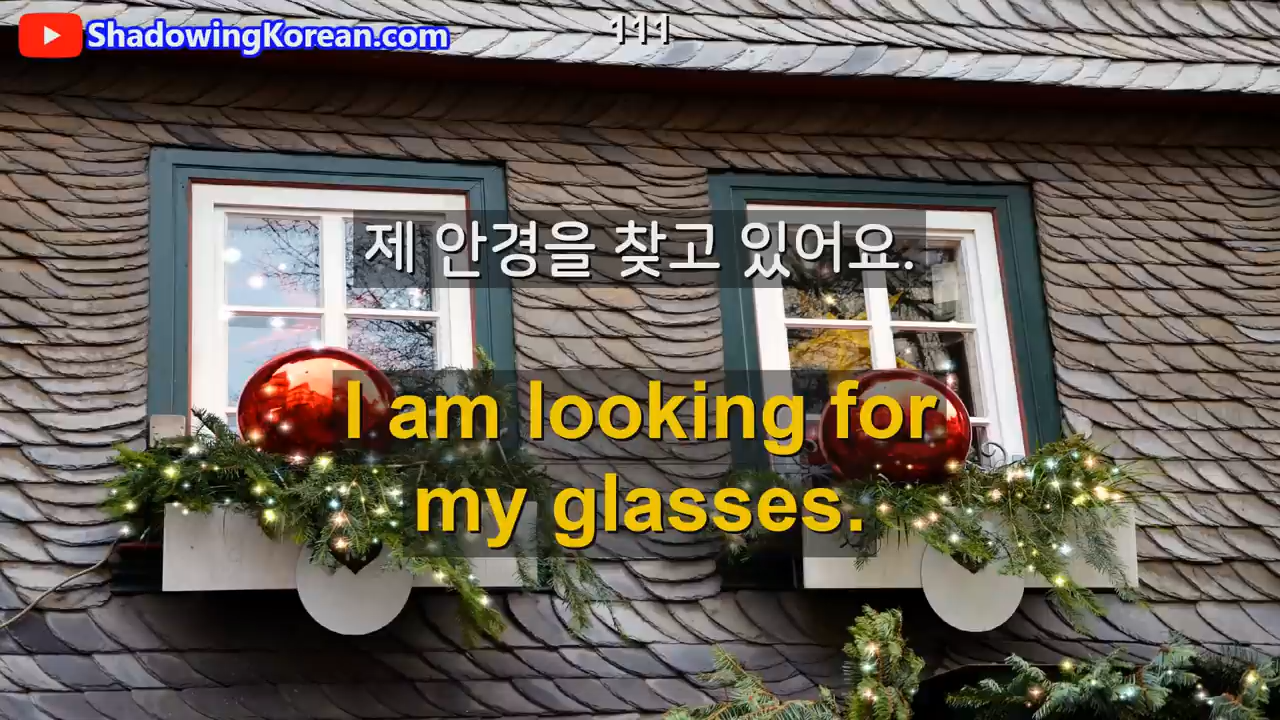 ShadowingKorean.com
111
제 안경을 찾고 있어요.
I am looking for
my glasses.